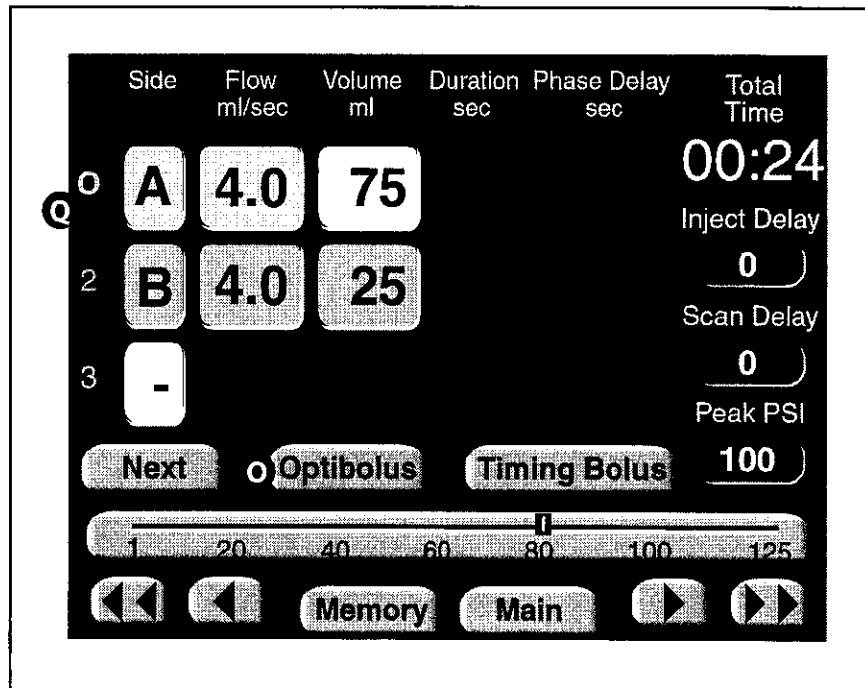 Side Flow Volume Duration Phase Delay Total
ml/sec ml sec sec Time
00:24
O A 4.0 75
Q
Inject Delay
2 B 4.0 25
0
Scan Delay
3 - 0
Peak PSI
Next O Optibolus Timing Bolus 100
1 20 40 60 80 100 125
Memory Main